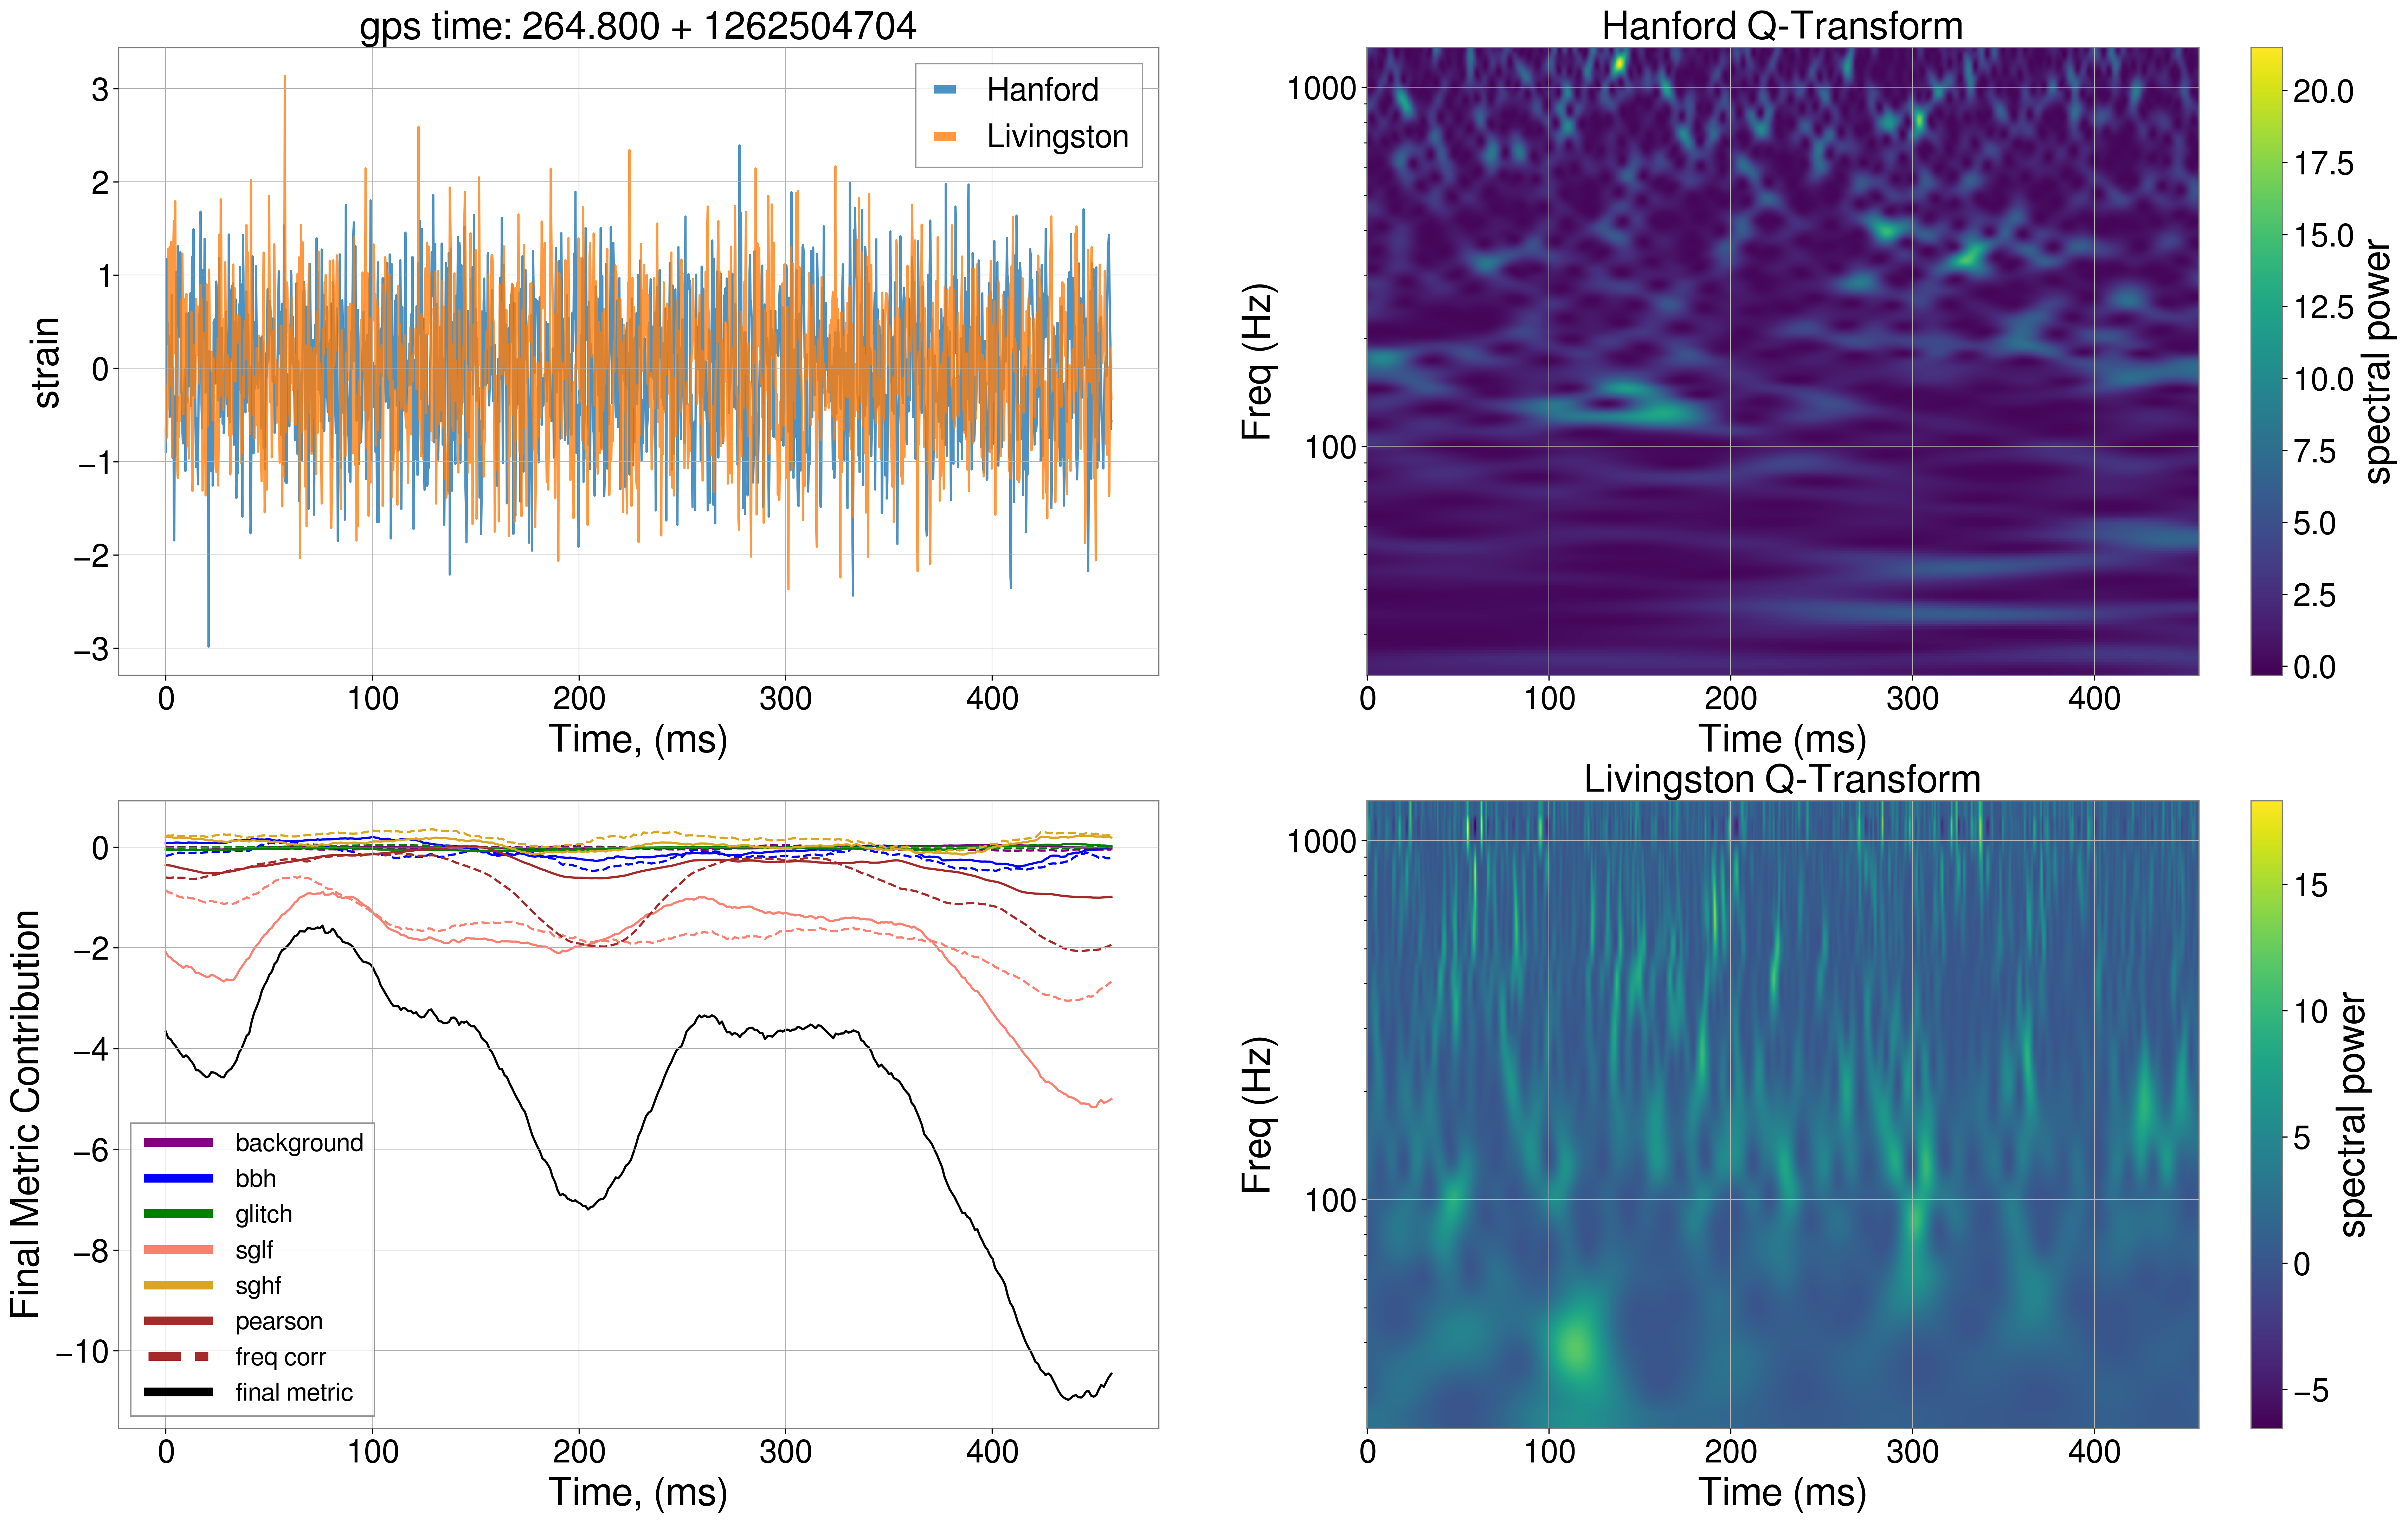 gps time: 264.800 + 1262504704
3
2
1
0
−1
−2
−3
strain
0 100 200 300 400
Time, (ms)
Hanford
Livingston
Hanford Q-Transform
1000
100
Freq (Hz)
0 100 200 300 400
Time (ms)
20.0
17.5
15.0
12.5
10.0
7.5
5.0
2.5
0.0
spectral power
0
−2
−4
−6
−8
−10
Final Metric Contribution
0 100 200 300 400
Time, (ms)
background
bbh
glitch
sglf
sghf
pearson
freq corr
final metric
Livingston Q-Transform
1000
100
Freq (Hz)
0 100 200 300 400
Time (ms)
15
10
5
0
−5
spectral power